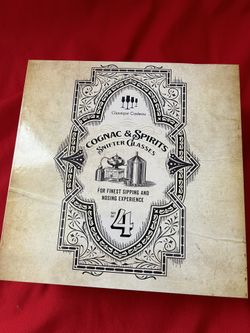 COGNAC & SPIRITS
SNIFTER GLASSES
FOR FINEST SIPPING AND
NOSING EXPERIENCE
4